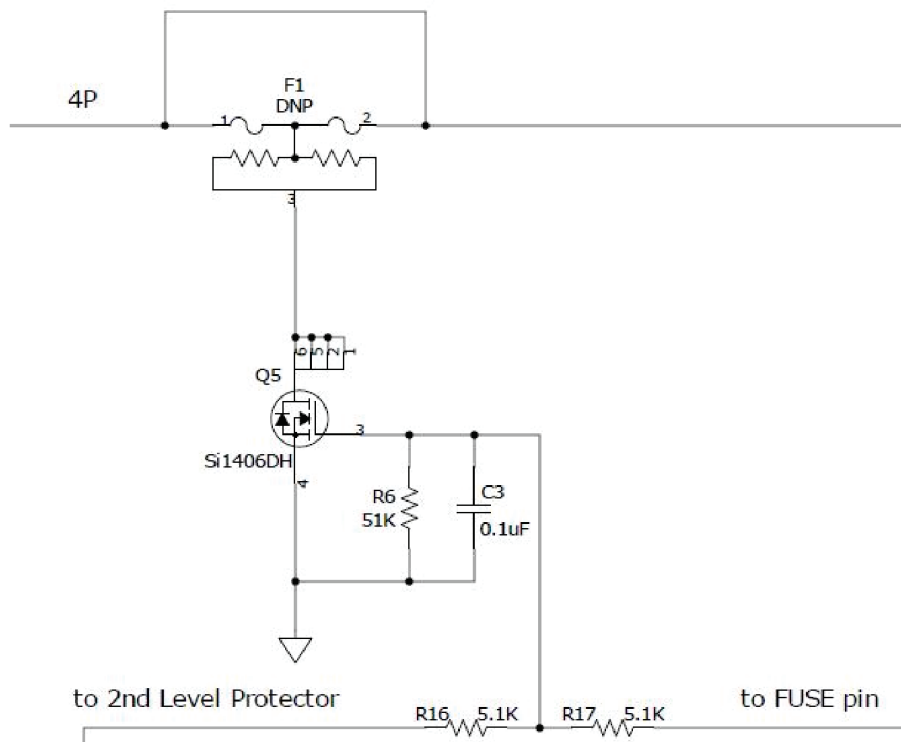 F1
4P
DNP
1
2
3
6
5
2
1
Q5
3
Si1406DH
4
R6
51K
C3
0.1uF
to 2nd Level Protector
R16
5.1K
R17
5.1K
to FUSE pin